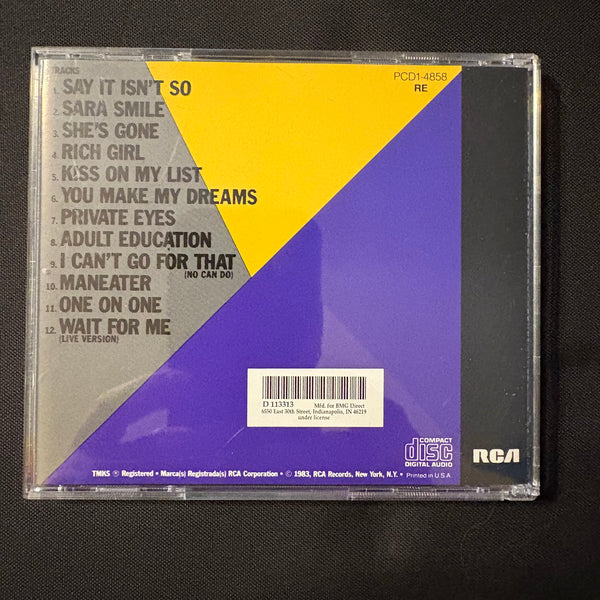 TRACKS
1. SAY IT ISN'T SO
2. SARA SMILE
3. SHE'S GONE
4. RICH GIRL
5. KISS ON MY LIST
6. YOU MAKE MY DREAMS
7. PRIVATE EYES
8. ADULT EDUCATION
9. I CAN'T GO FOR THAT
(NO CAN DO)
10. MANEATER
11. ONE ON ONE
12. WAIT FOR ME
(LIVE VERSION)
PCD1-4858
RE
D 113313 Mfd. for BMG Direct
6550 East 30th Street, Indianapolis, IN 46219
under license
COMPACT
disc
DIGITAL AUDIO
RCA
TMKS ® Registered • Marca(s) Registrada(s) RCA Corporation • © 1983, RCA Records, New York, N.Y. • Printed in U.S.A